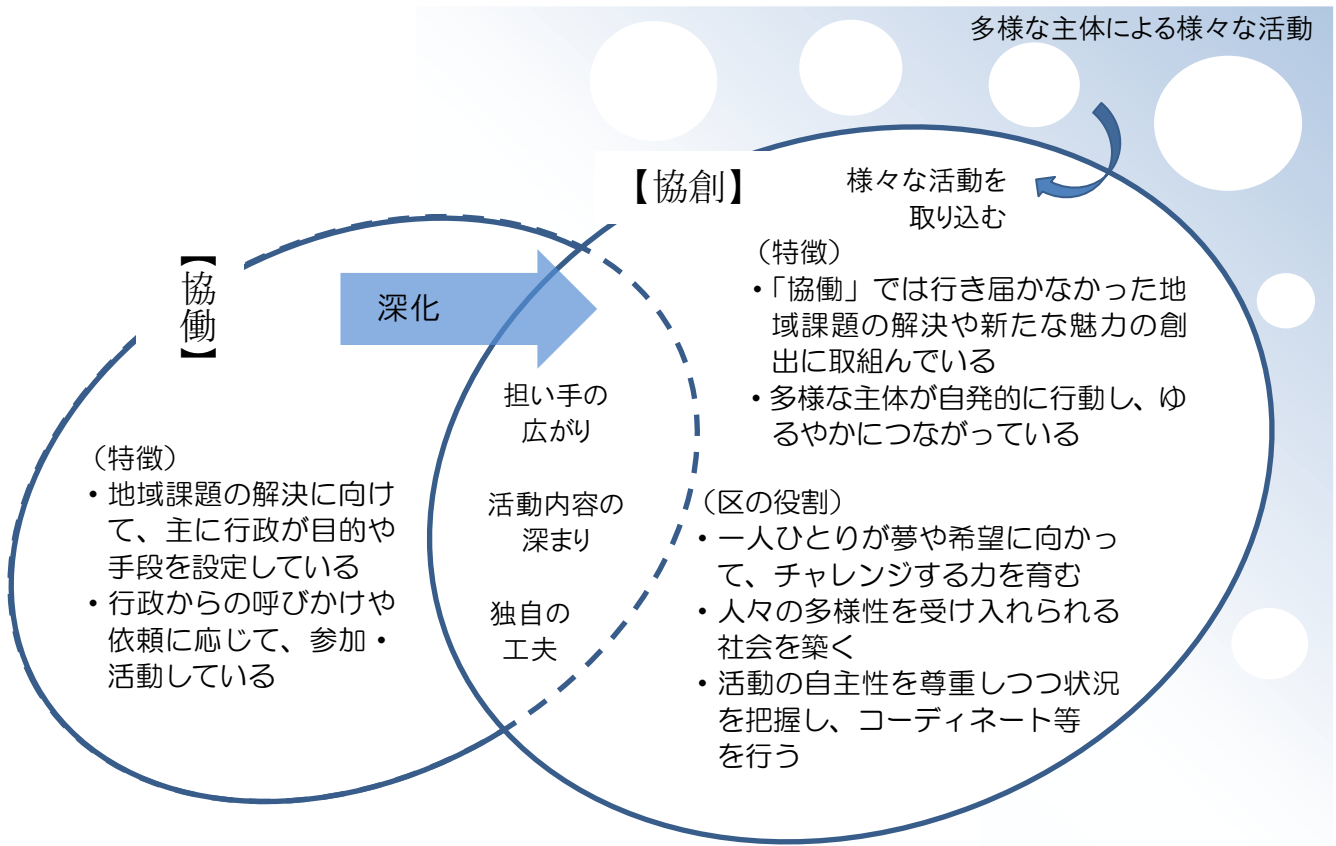 多様な主体による様々な活動
【協創】
様々な活動を
取り込む
(特徴)
・「協働」では行き届かなかった地
域課題の解決や新たな魅力の創
出に取組んでいる
・多様な主体が自発的に行動し、ゆ
るやかにつながっている
(区の役割)
・一人ひとりが夢や希望に向かっ
て、チャレンジする力を育む
・人々の多様性を受け入れられる
社会を築く
・活動の自主性を尊重しつつ状況
を把握し、コーディネート等
を行う
【協働】
深化
担い手の
広がり
活動内容の
深まり
独自の
工夫
(特徴)
・地域課題の解決に向け
て、主に行政が目的や
手段を設定している
・行政からの呼びかけや
依頼に応じて、参加・
活動している